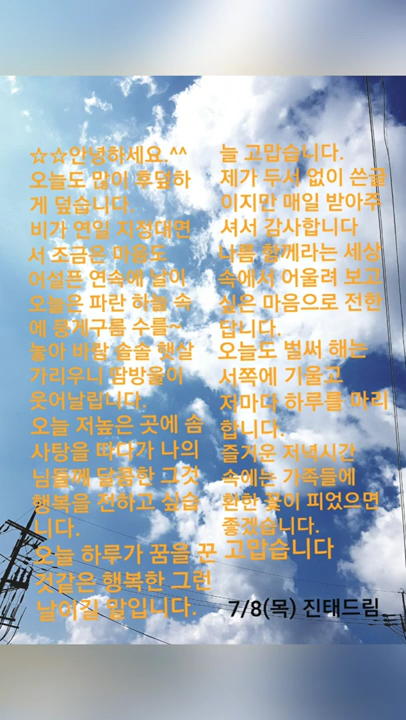 ☆☆안녕하세요.^^
오늘도 많이 후덥하
게 덥습니다.
비가 연일 지정대면
서 조금은 마음도
어설픈 연속에 날이
오늘은 파란 하늘 속
에 뭉게구름 수를~
놓아 바람 솔솔 햇살
가리우니 땀방울이
웃어날립니다.
오늘 저높은 곳에 솜
사탕을 따다가 나의
님들께 달콤한 그것
행복을 전하고 싶습
니다.
오늘 하루가 꿈을 꾼
것같은 행복한 그런
날이길 말입니다.
늘 고맙습니다.
제가 두서 없이 쓴글
이지만 매일 받아주
셔서 감사합니다
나름 함께라는 세상
속에서 어울려 보고
싶은 마음으로 전한
답니다.
오늘도 벌써 해는
서쪽에 기울고
저마다 하루를 마리
합니다.
즐거운 저녁시간
속에는 가족들에
환한 꽃이 피었으면
좋겠습니다.
고맙습니다
7/8(목) 진태드림_